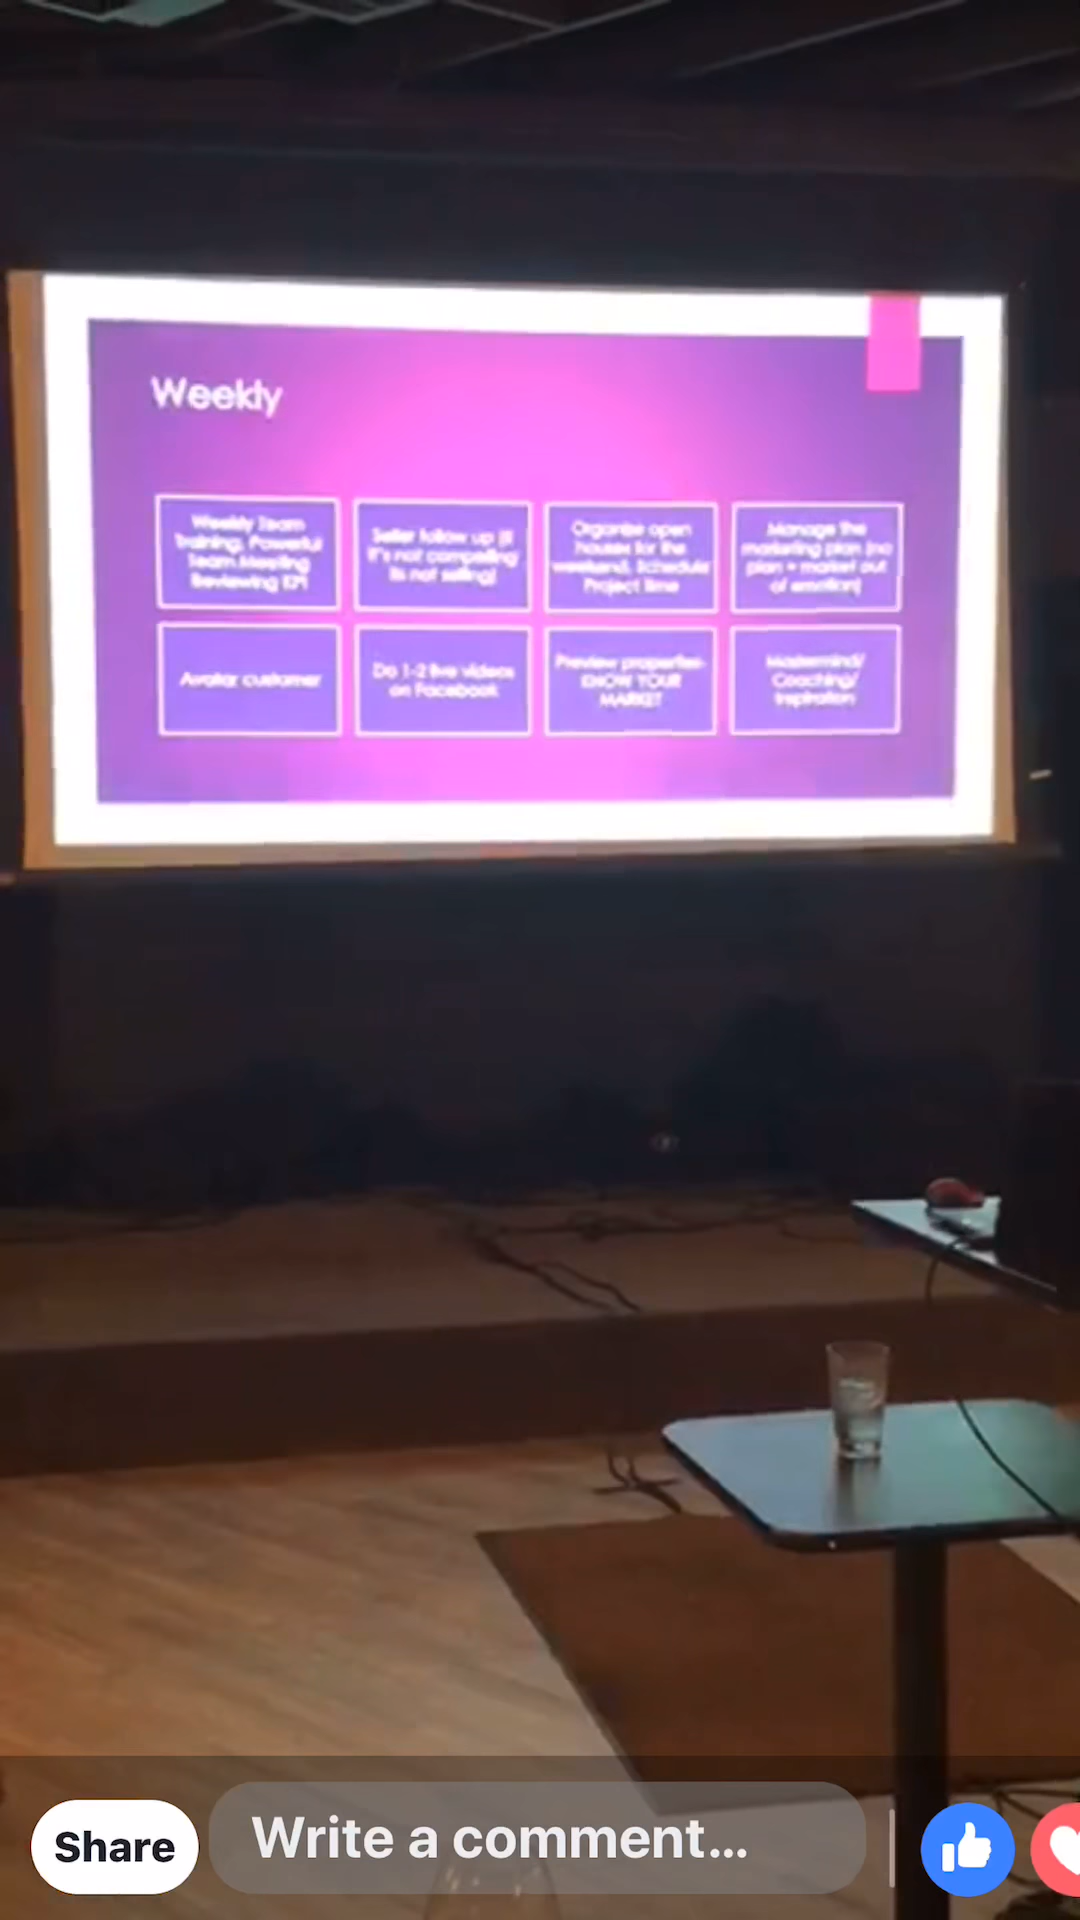 Weekly
Weekly Team
Training, Powerful
Team Meeting
Reviewing KPI
Seller follow up (if
it's not compelling
its not selling)
Organize open
houses for the
weekend, Schedule
Project time
Manage the
marketing plan (no
plan = market out
of emotion)
Avatar customer
Do 1-2 live videos
on Facebook
Preview properties-
KNOW YOUR
MARKET
Mastermind/
Coaching/
Inspiration
Share
Write a comment...